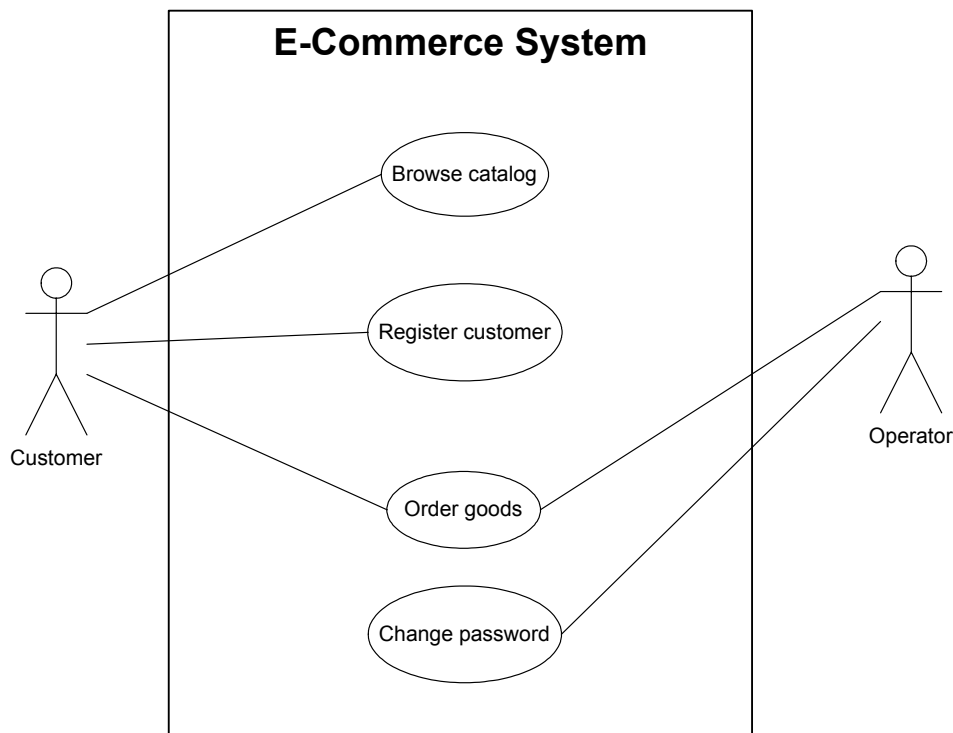 E-Commerce System
Browse catalog
Register customer
Customer
Operator
Order goods
Change password